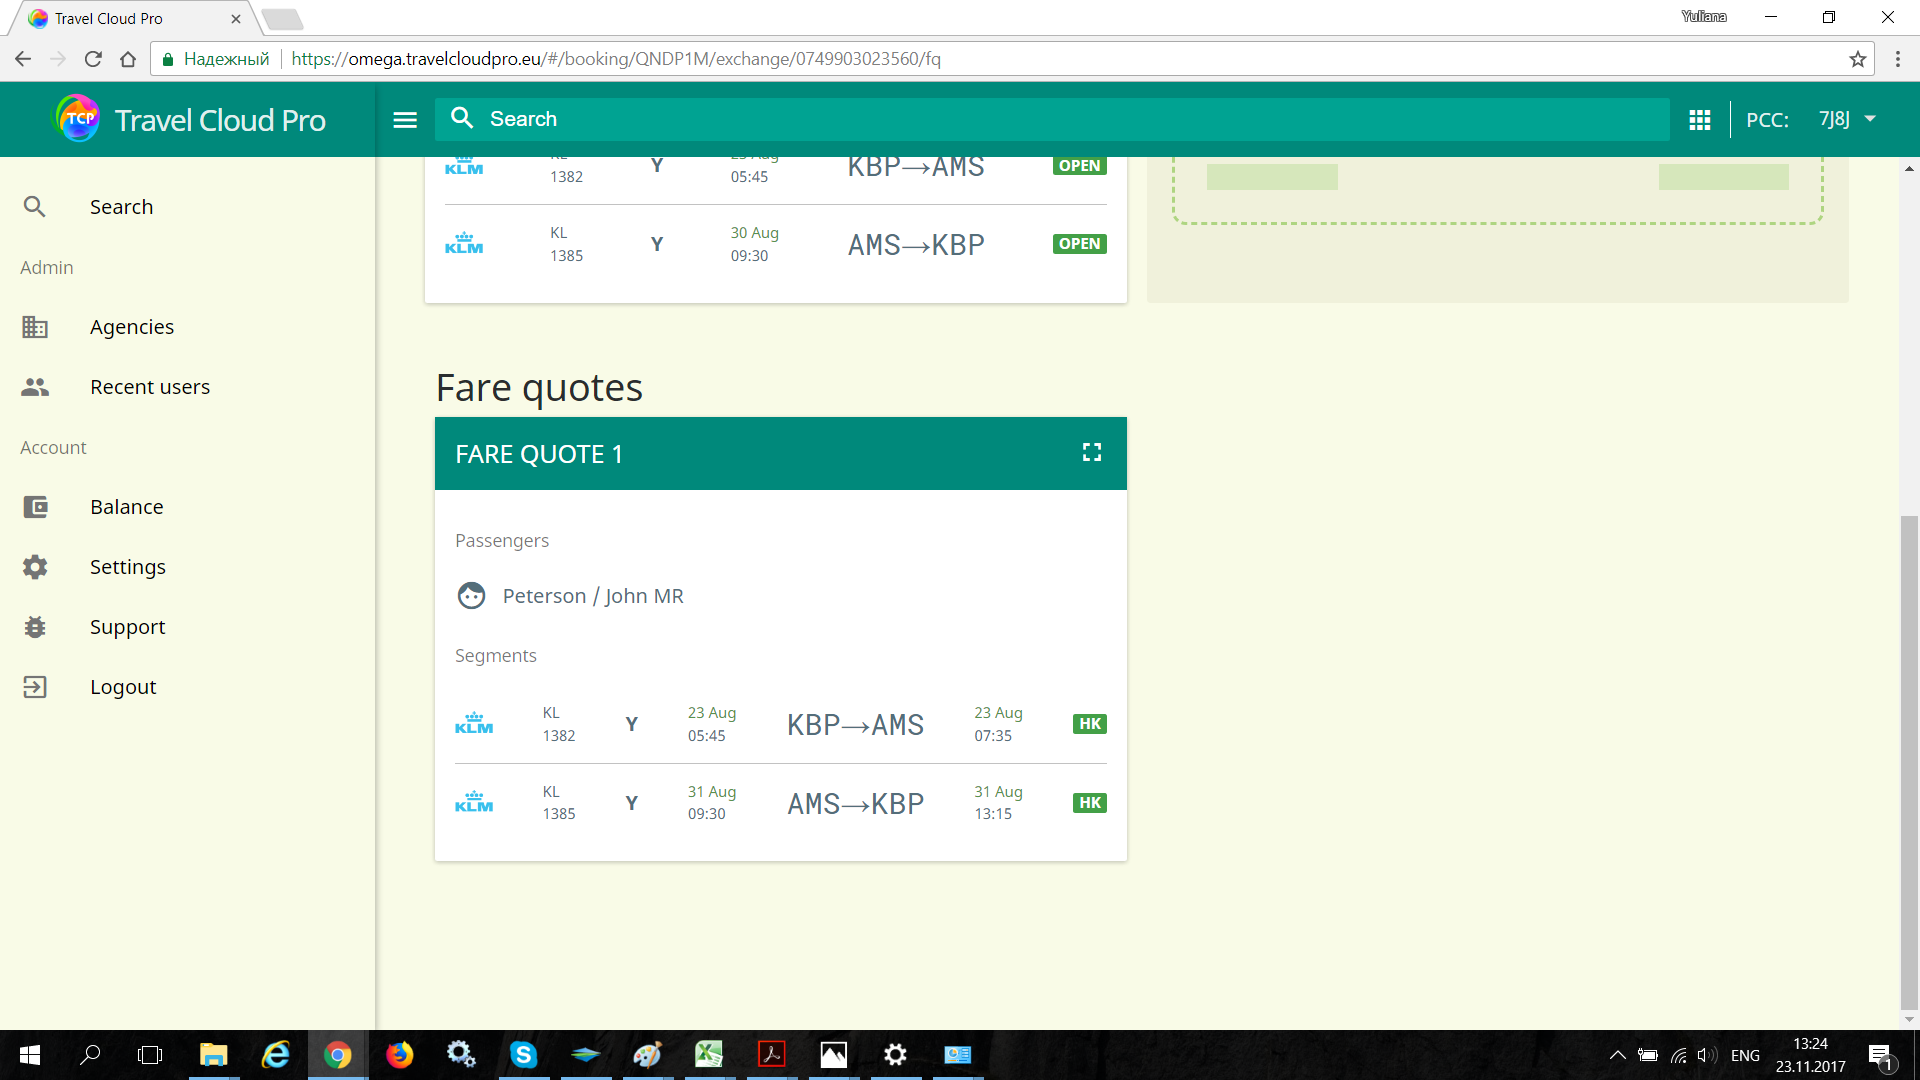 Travel Cloud Pro
Yuliana
Надежный
https://omega.travelcloudpro.eu/#/booking/QNDP1M/exchange/0749903023560/fq
TCP
Travel Cloud Pro
Search
PCC:
7J8J
Search
Admin
Agencies
Recent users
Account
Balance
Settings
Support
Logout
KLM
1382
Y
05:45
KBP→AMS
OPEN
KLM
KL
1385
Y
30 Aug
09:30
AMS→KBP
OPEN
Fare quotes
FARE QUOTE 1
Passengers
Peterson / John MR
Segments
KLM
KL
1382
Y
23 Aug
05:45
KBP→AMS
23 Aug
07:35
HK
KLM
KL
1385
Y
31 Aug
09:30
AMS→KBP
31 Aug
13:15
HK
ENG
13:24
23.11.2017
1